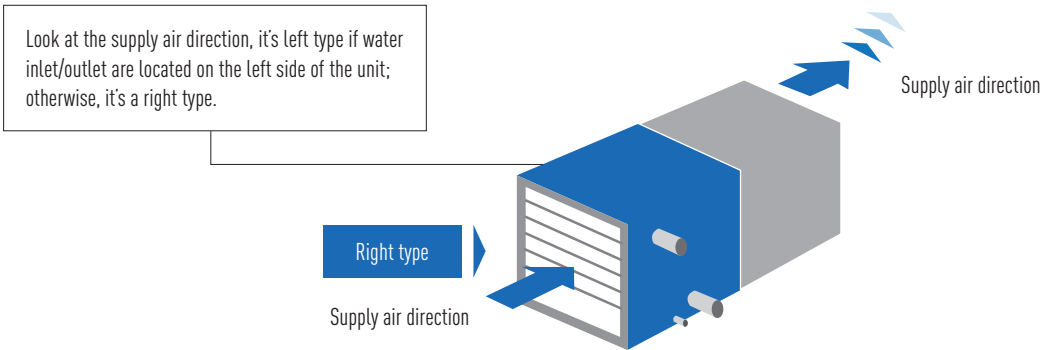 Look at the supply air direction, it's left type if water
inlet/outlet are located on the left side of the unit;
otherwise, it's a right type.
Supply air direction
Right type
Supply air direction